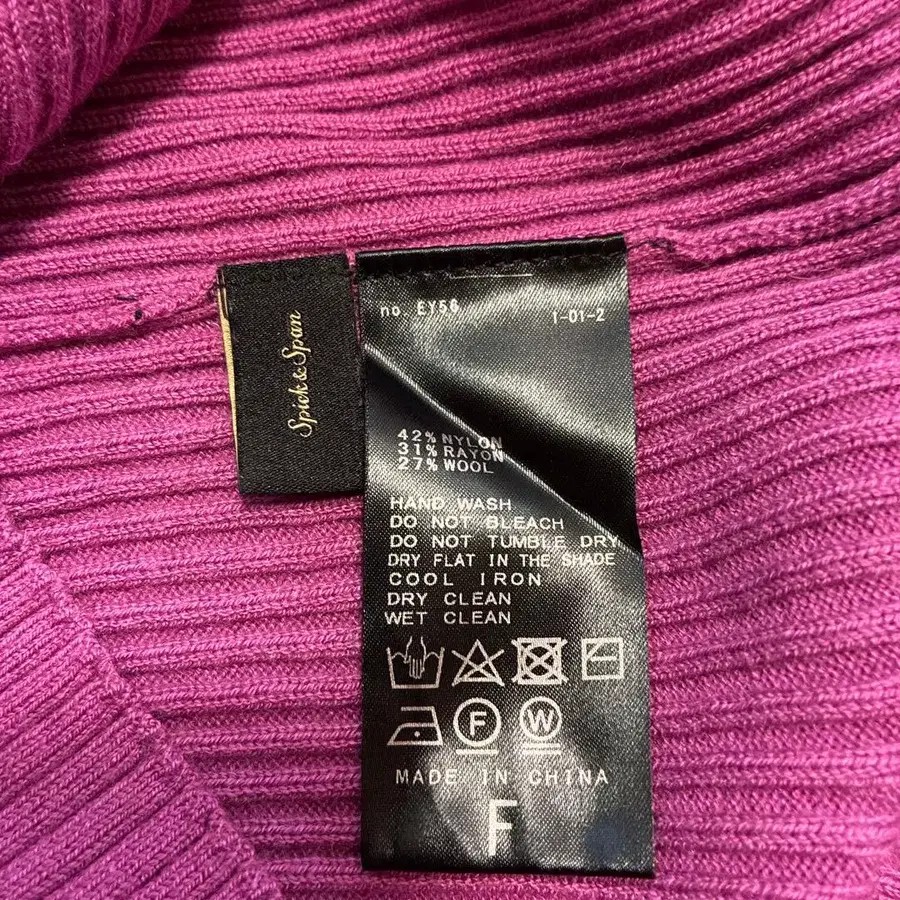 Spick&Span
no. EY56
1-01-2
42% NYLON
31% RAYON
27% WOOL
HAND WASH
DO NOT BLEACH
DO NOT TUMBLE DRY
DRY FLAT IN THE SHADE
COOL IRON
DRY CLEAN
WET CLEAN
F W
MADE IN CHINA
F